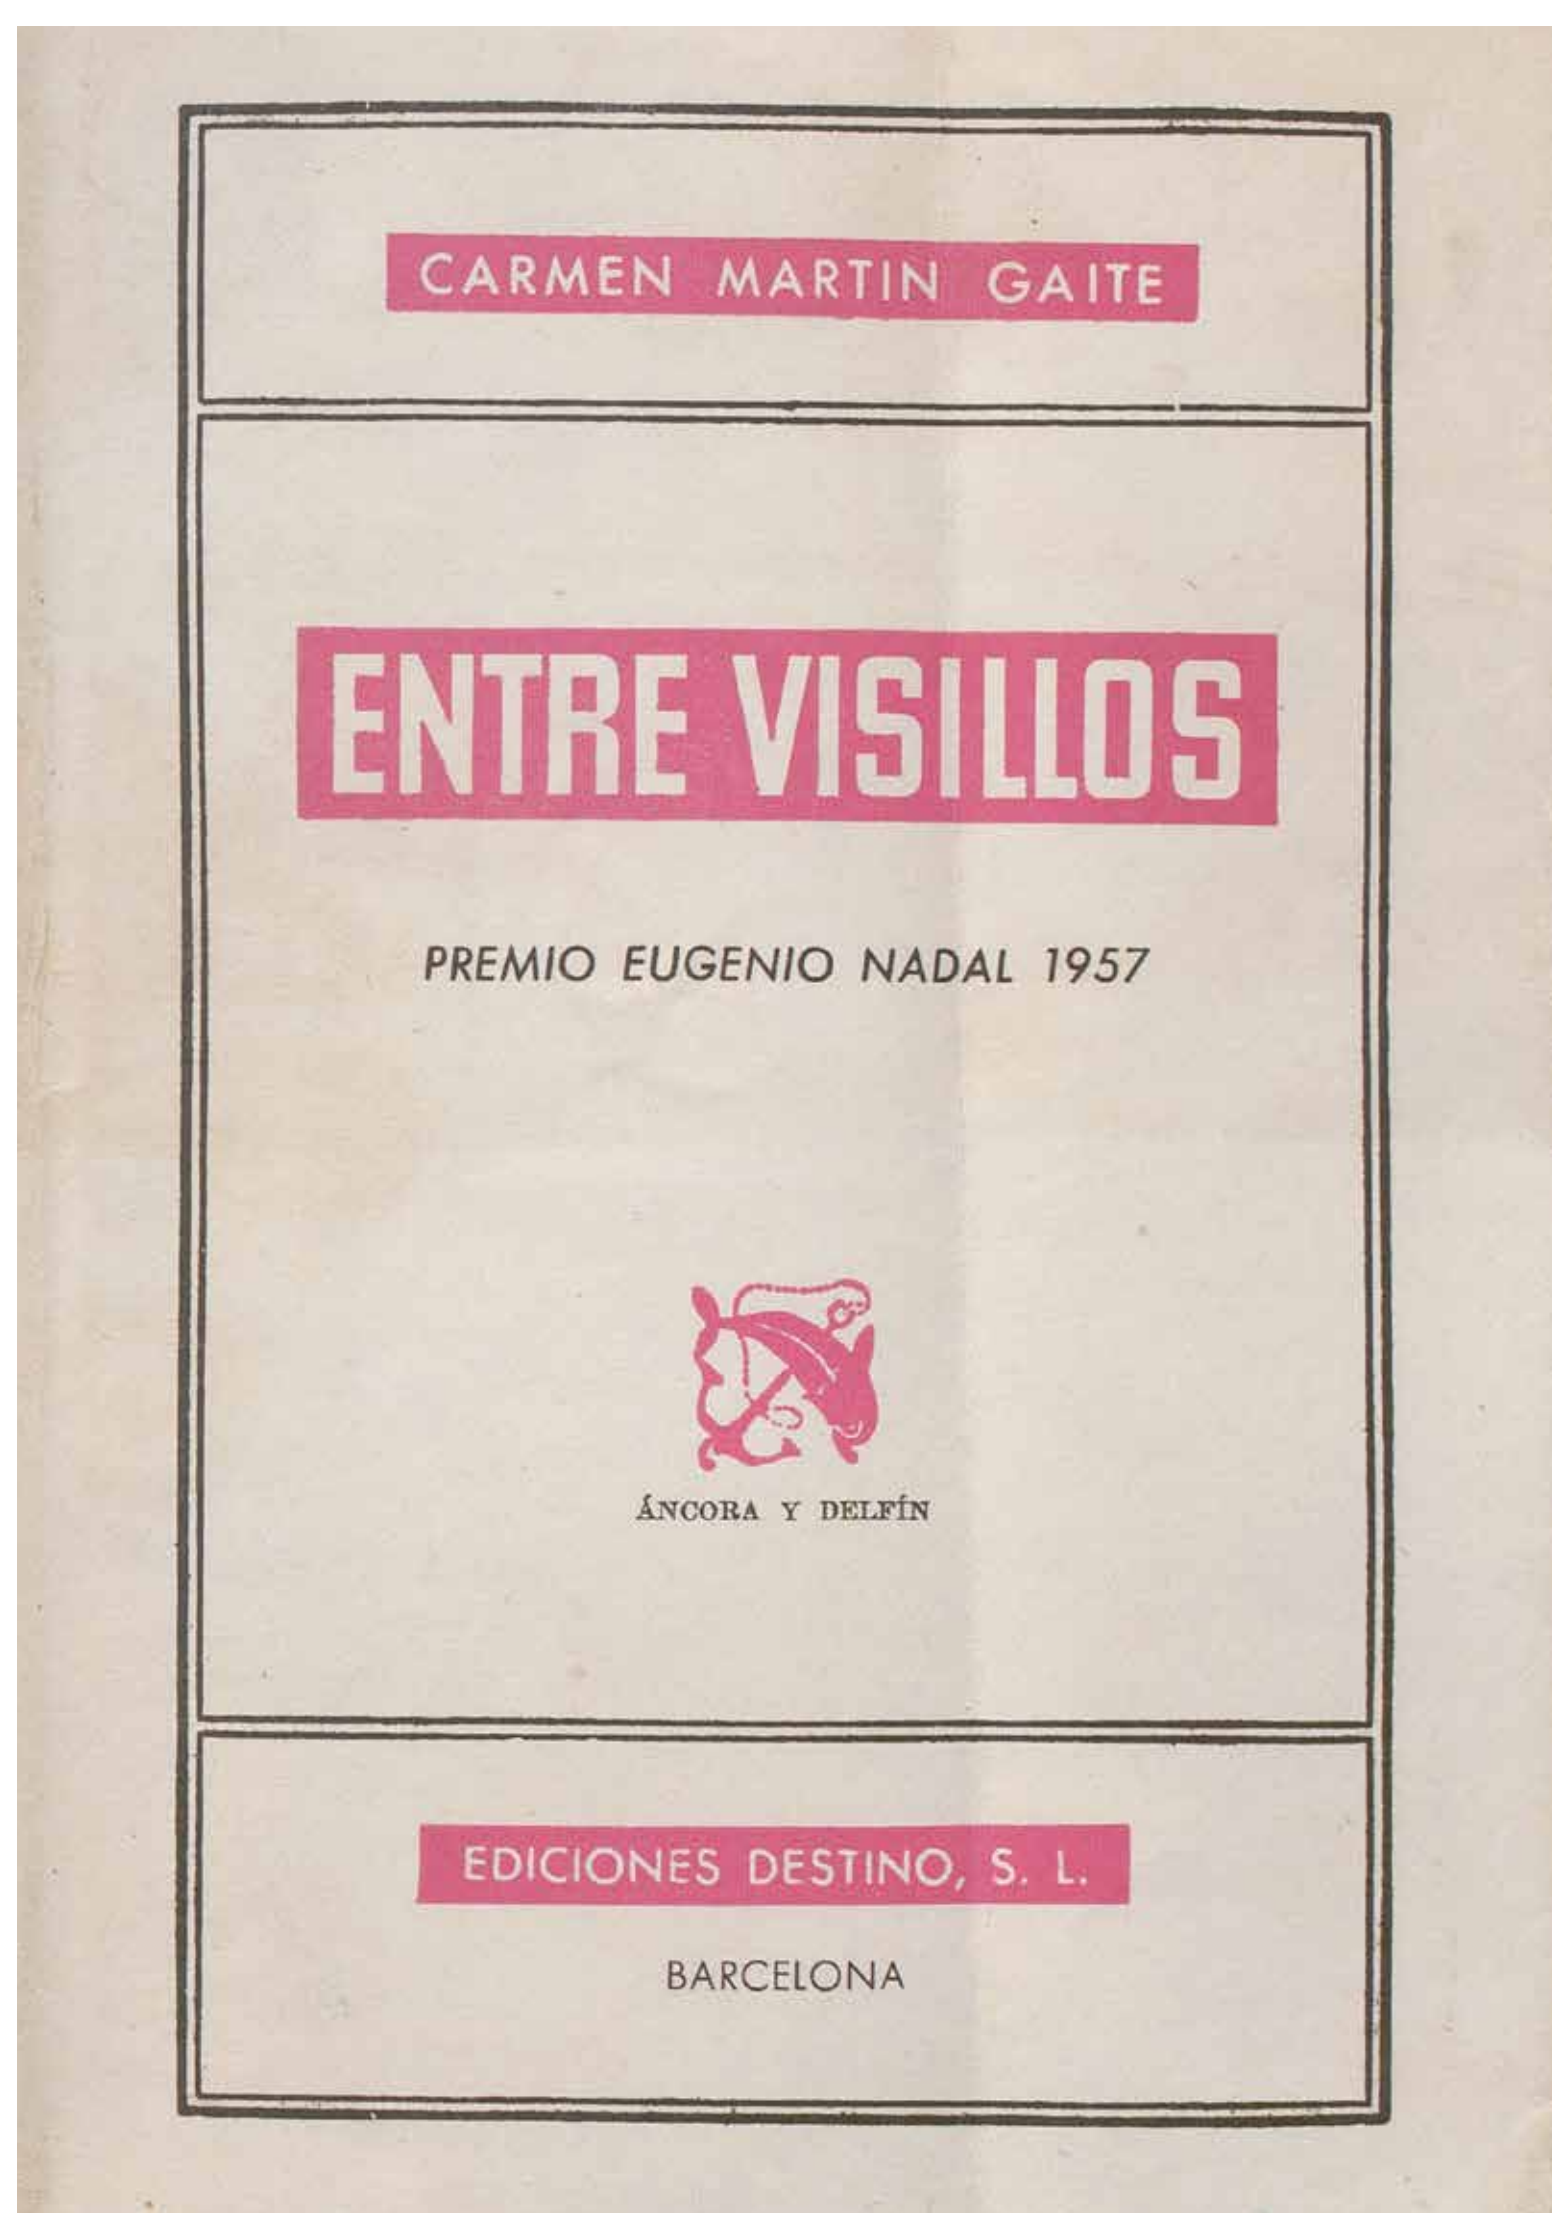 CARMEN MARTIN GAITE
ENTRE VISILLOS
PREMIO EUGENIO NADAL 1957
ÁNCORA Y DELFÍN
EDICIONES DESTINO, S. L.
BARCELONA